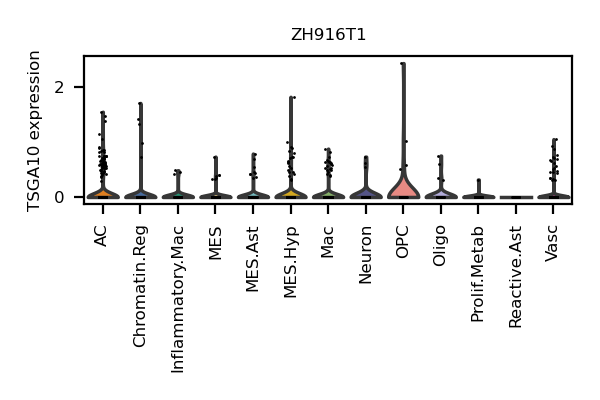 ZH916T1
TSGA10 expression
2
0
AC
Chromatin.Reg
Inflammatory.Mac
MES
MES.Ast
MES.Hyp
Mac
Neuron
OPC
Oligo
Prolif.Metab
Reactive.Ast
Vasc